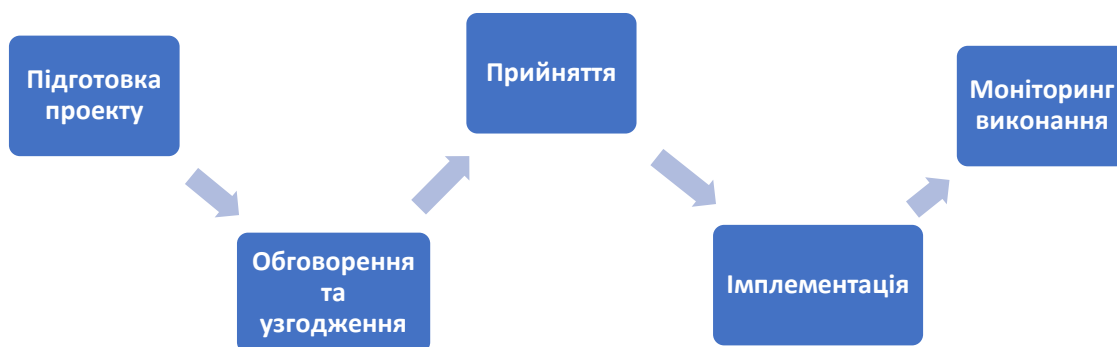 Підготовка
проекту
Обговорення
та
узгодження
Прийняття
Імплементація
Моніторинг
виконання